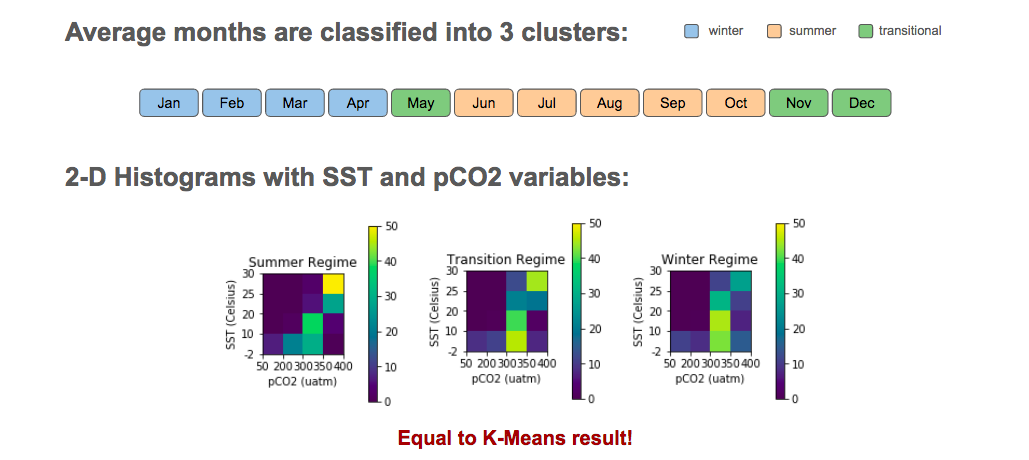 Average months are classified into 3 clusters:
winter summer transitional
Jan Feb Mar Apr May Jun Jul Aug Sep Oct Nov Dec
2-D Histograms with SST and pCO2 variables:
Summer Regime
SST (Celsius)
30
25
20
10
-2
50 200 300 350 400
pCO2 (uatm)
50
40
30
20
10
0
Transition Regime
SST (Celsius)
30
25
20
10
-2
50 200 300 350 400
pCO2 (uatm)
50
40
30
20
10
0
Winter Regime
SST (Celsius)
30
25
20
10
-2
50 200 300 350 400
pCO2 (uatm)
50
40
30
20
10
0
Equal to K-Means result!